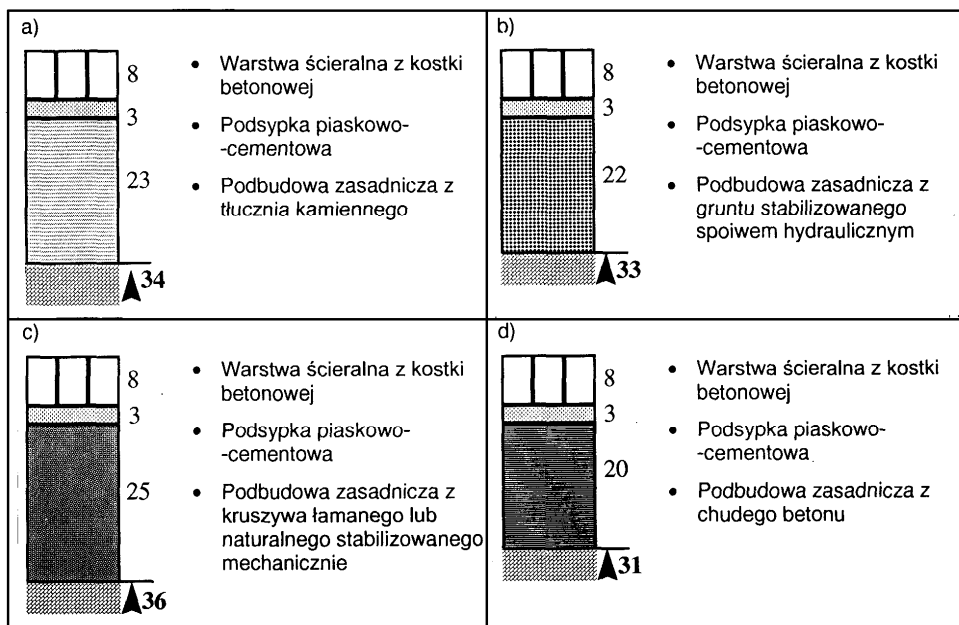 a)
8
3
23
34
• Warstwa ścieralna z kostki
betonowej
• Podsypka piaskowo-
-cementowa
• Podbudowa zasadnicza z
tłucznia kamiennego
b)
8
3
22
33
• Warstwa ścieralna z kostki
betonowej
• Podsypka piaskowo-
-cementowa
• Podbudowa zasadnicza z
gruntu stabilizowanego
spoiwem hydraulicznym
c)
8
3
25
36
• Warstwa ścieralna z kostki
betonowej
• Podsypka piaskowo-
-cementowa
• Podbudowa zasadnicza z
kruszywa łamanego lub
naturalnego stabilizowanego
mechanicznie
d)
8
3
20
31
• Warstwa ścieralna z kostki
betonowej
• Podsypka piaskowo-
-cementowa
• Podbudowa zasadnicza z
chudego betonu